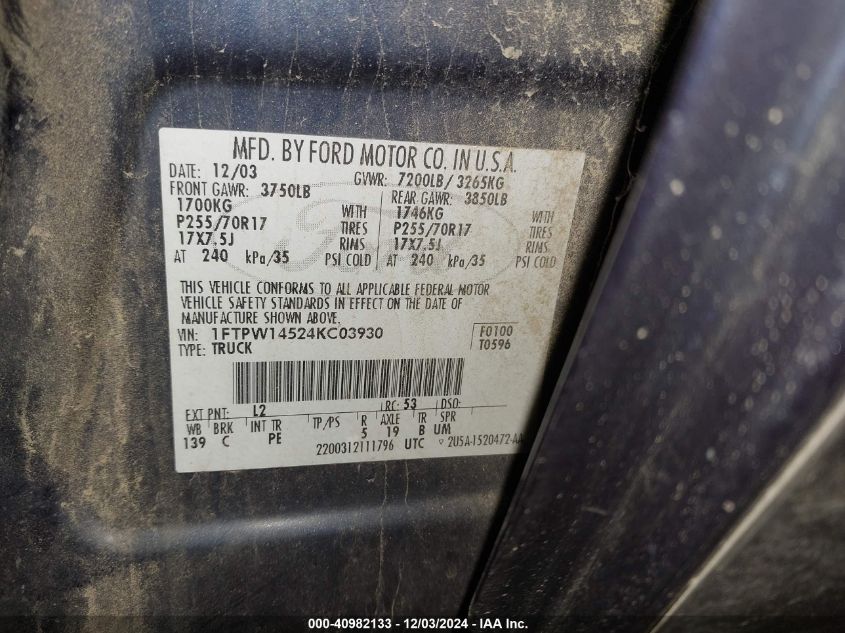 MFD. BY FORD MOTOR CO. IN U.S.A.
DATE: 12/03 GVWR: 7200LB/ 3265KG
FRONT GAWR: 3750LB REAR GAWR: 3850LB
1700KG WITH 1746KG WITH
P255/70R17 TIRES P255/70R17 TIRES
17X7.5J RIMS 17X7.5J RIMS
AT 240 kPa/35 PSI COLD AT 240 kPa/35 PSI COLD
THIS VEHICLE CONFORMS TO ALL APPLICABLE FEDERAL MOTOR
VEHICLE SAFETY STANDARDS IN EFFECT ON THE DATE OF
MANUFACTURE SHOWN ABOVE.
VIN: 1FTPW14524KC03930 F0100
TYPE: TRUCK T0596
EXT PNT: L2 RC: 53 DSO:
WB BRK INT TR TP/PS R AXLE TR SPR
139 C PE 5 19 B UM
2200312111796 UTC 2U5A-1520472-AA
000-40982133 - 12/03/2024 - IAA Inc.